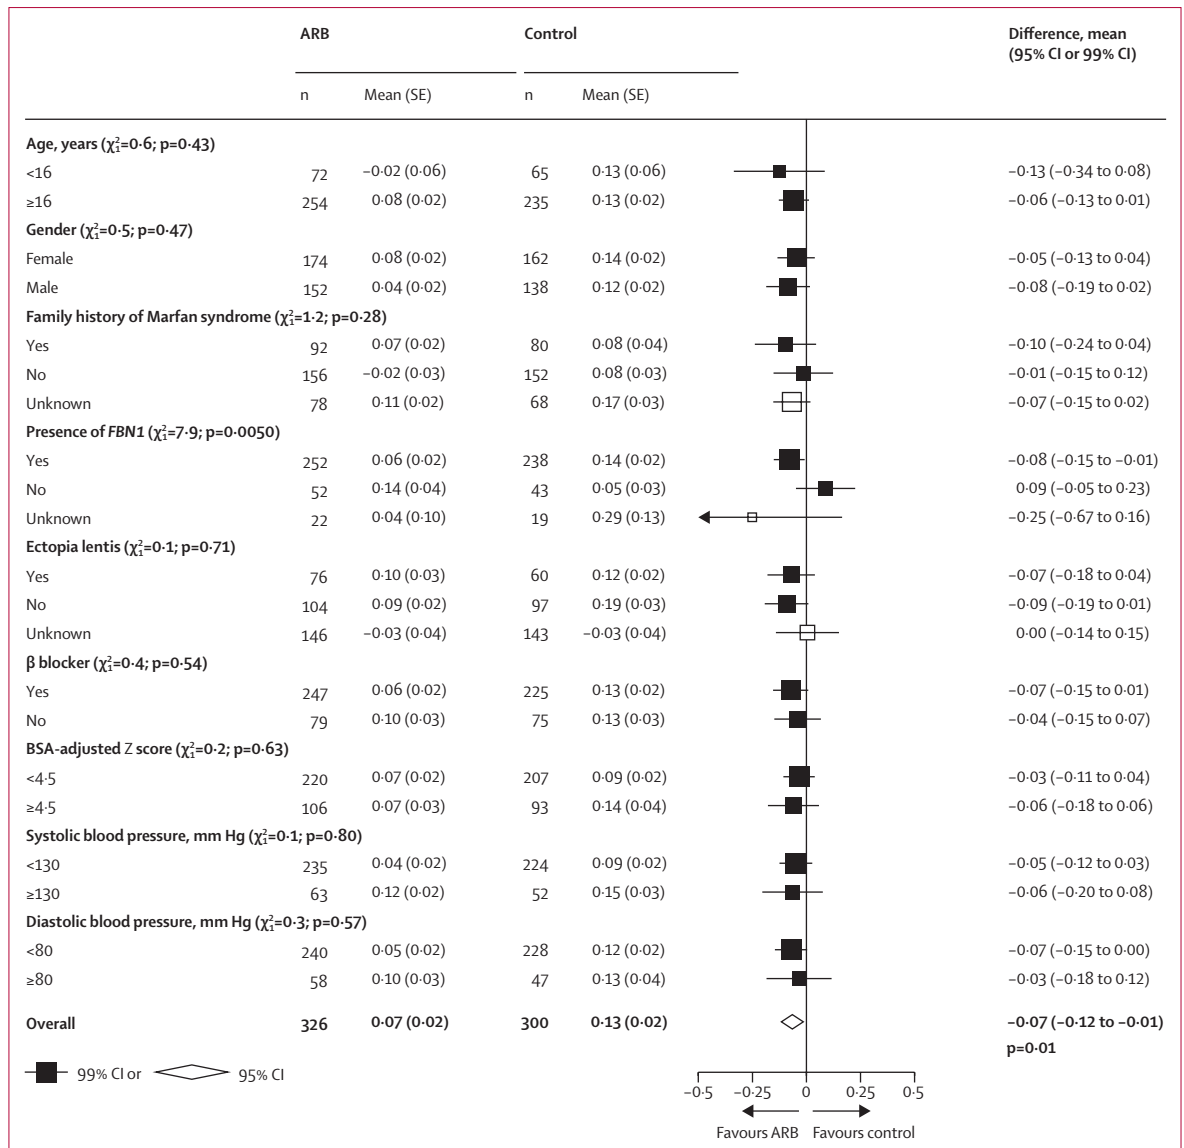 ARB Control Difference, mean
(95% CI or 99% CI)
n Mean (SE) n Mean (SE)
Age, years (χ²₁=0·6; p=0·43)
<16 72 −0·02 (0·06) 65 0·13 (0·06) −0·13 (−0·34 to 0·08)
≥16 254 0·08 (0·02) 235 0·13 (0·02) −0·06 (−0·13 to 0·01)
Gender (χ²₁=0·5; p=0·47)
Female 174 0·08 (0·02) 162 0·14 (0·02) −0·05 (−0·13 to 0·04)
Male 152 0·04 (0·02) 138 0·12 (0·02) −0·08 (−0·19 to 0·02)
Family history of Marfan syndrome (χ²₁=1·2; p=0·28)
Yes 92 0·07 (0·02) 80 0·08 (0·04) −0·10 (−0·24 to 0·04)
No 156 −0·02 (0·03) 152 0·08 (0·03) −0·01 (−0·15 to 0·12)
Unknown 78 0·11 (0·02) 68 0·17 (0·03) −0·07 (−0·15 to 0·02)
Presence of FBN1 (χ²₁=7·9; p=0·0050)
Yes 252 0·06 (0·02) 238 0·14 (0·02) −0·08 (−0·15 to −0·01)
No 52 0·14 (0·04) 43 0·05 (0·03) 0·09 (−0·05 to 0·23)
Unknown 22 0·04 (0·10) 19 0·29 (0·13) −0·25 (−0·67 to 0·16)
Ectopia lentis (χ²₁=0·1; p=0·71)
Yes 76 0·10 (0·03) 60 0·12 (0·02) −0·07 (−0·18 to 0·04)
No 104 0·09 (0·02) 97 0·19 (0·03) −0·09 (−0·19 to 0·01)
Unknown 146 −0·03 (0·04) 143 −0·03 (0·04) 0·00 (−0·14 to 0·15)
β blocker (χ²₁=0·4; p=0·54)
Yes 247 0·06 (0·02) 225 0·13 (0·02) −0·07 (−0·15 to 0·01)
No 79 0·10 (0·03) 75 0·13 (0·03) −0·04 (−0·15 to 0·07)
BSA-adjusted Z score (χ²₁=0·2; p=0·63)
<4·5 220 0·07 (0·02) 207 0·09 (0·02) −0·03 (−0·11 to 0·04)
≥4·5 106 0·07 (0·03) 93 0·14 (0·04) −0·06 (−0·18 to 0·06)
Systolic blood pressure, mm Hg (χ²₁=0·1; p=0·80)
<130 235 0·04 (0·02) 224 0·09 (0·02) −0·05 (−0·12 to 0·03)
≥130 63 0·12 (0·02) 52 0·15 (0·03) −0·06 (−0·20 to 0·08)
Diastolic blood pressure, mm Hg (χ²₁=0·3; p=0·57)
<80 240 0·05 (0·02) 228 0·12 (0·02) −0·07 (−0·15 to 0·00)
≥80 58 0·10 (0·03) 47 0·13 (0·04) −0·03 (−0·18 to 0·12)
Overall 326 0·07 (0·02) 300 0·13 (0·02) −0·07 (−0·12 to −0·01)
p=0·01
99% CI or 95% CI
−0·5 −0·25 0 0·25 0·5
Favours ARB Favours control